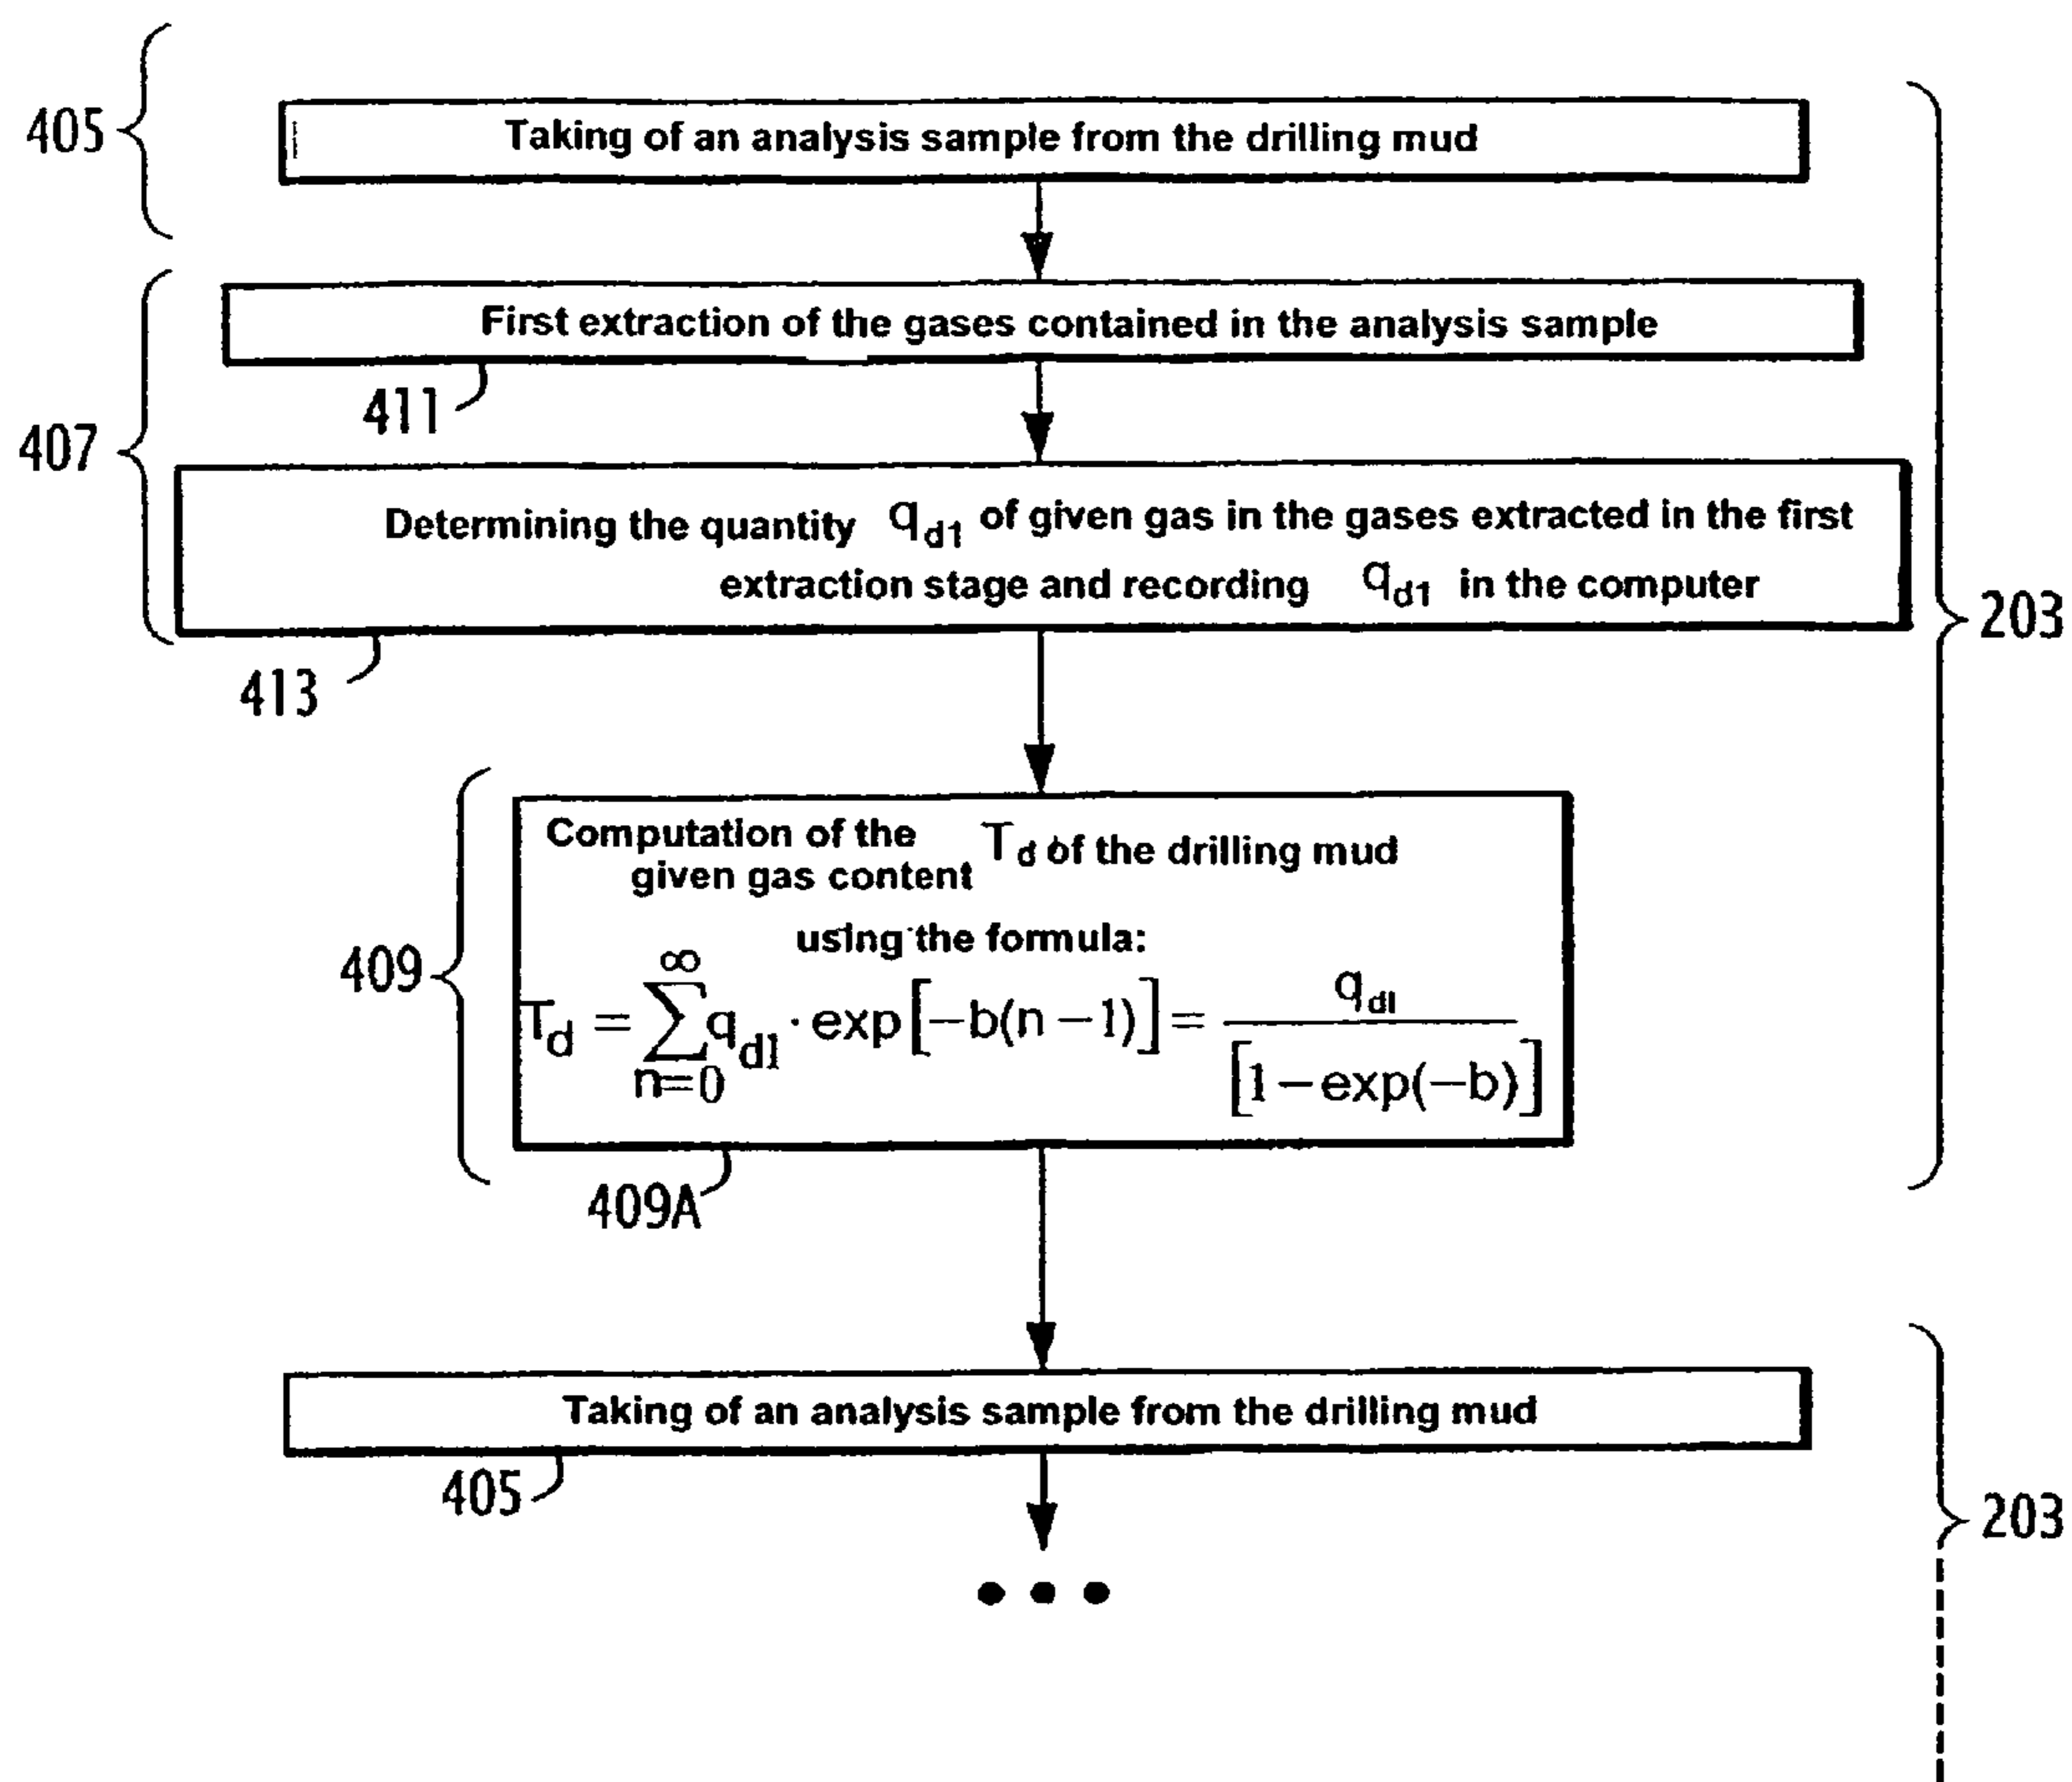 405
Taking of an analysis sample from the drilling mud
First extraction of the gases contained in the analysis sample
411
407
Determining the quantity q_d1 of given gas in the gases extracted in the first
extraction stage and recording q_d1 in the computer
413
203
Computation of the
given gas content T_d of the drilling mud
using the formula:
409
T_d = ∑_{n=0}^{∞} q_dl · exp[−b(n−1)] = q_dl / [1−exp(−b)]
409A
Taking of an analysis sample from the drilling mud
405
203